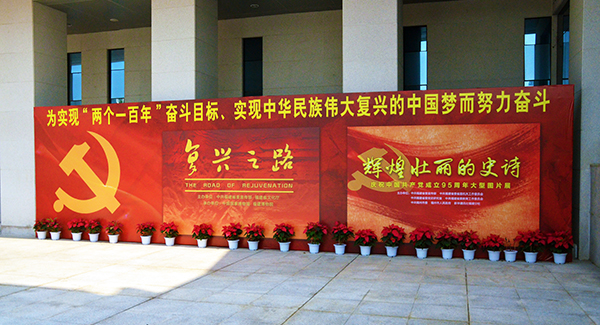 为实现“两个一百年”奋斗目标、实现中华民族伟大复兴的中国梦而努力奋斗
复兴之路
THE ROAD OF REJUVENATION
辉煌壮丽的史诗
庆祝中国共产党成立95周年大型图片展